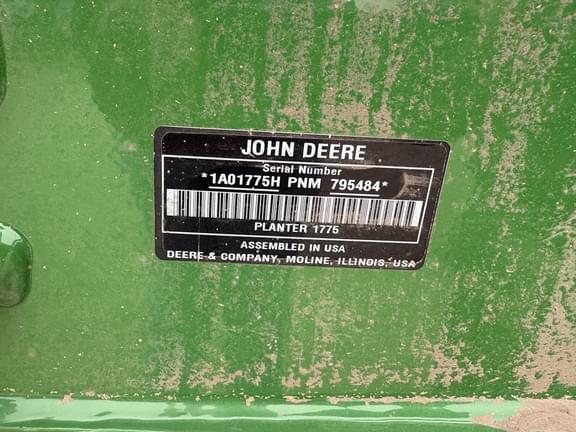 JOHN DEERE
Serial Number
*1A01775H PNM 795484*
PLANTER 1775
ASSEMBLED IN USA
DEERE & COMPANY, MOLINE, ILLINOIS, USA